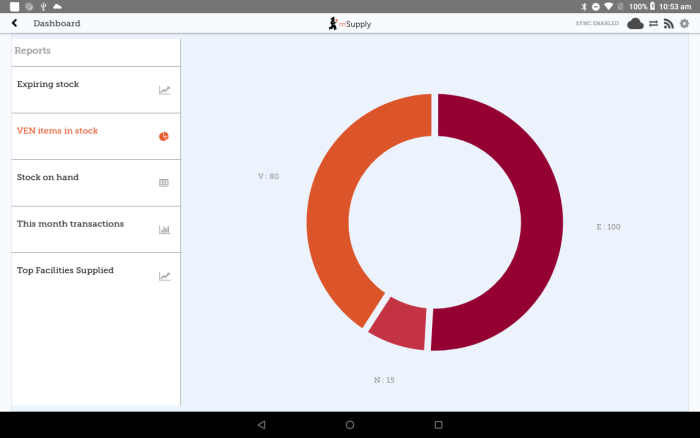 100% 10:53 am
Dashboard
mSupply
SYNC ENABLED
Reports
Expiring stock
VEN items in stock
Stock on hand
This month transactions
Top Facilities Supplied
V : 80
E : 100
N : 15